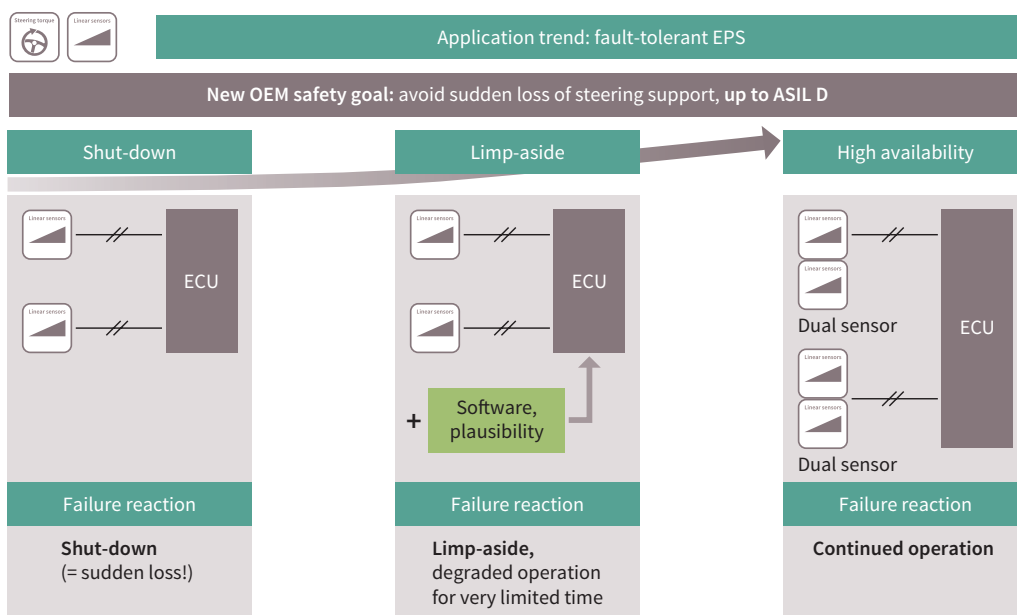 Steering torque
Linear sensors
Application trend: fault-tolerant EPS
New OEM safety goal: avoid sudden loss of steering support, up to ASIL D
Shut-down
Linear sensors
Linear sensors
ECU
Failure reaction
Shut-down
(= sudden loss!)
Limp-aside
Linear sensors
Linear sensors
ECU
+
Software,
plausibility
Failure reaction
Limp-aside,
degraded operation
for very limited time
High availability
Linear sensors
Linear sensors
Dual sensor
Linear sensors
Linear sensors
Dual sensor
ECU
Failure reaction
Continued operation